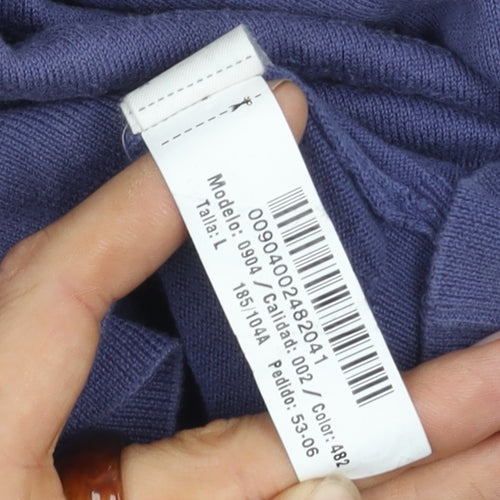 00904002482041
Modelo: 0904 / Calidad: 002 / Color: 482
Talla: L 185/104A Pedido: 53-06